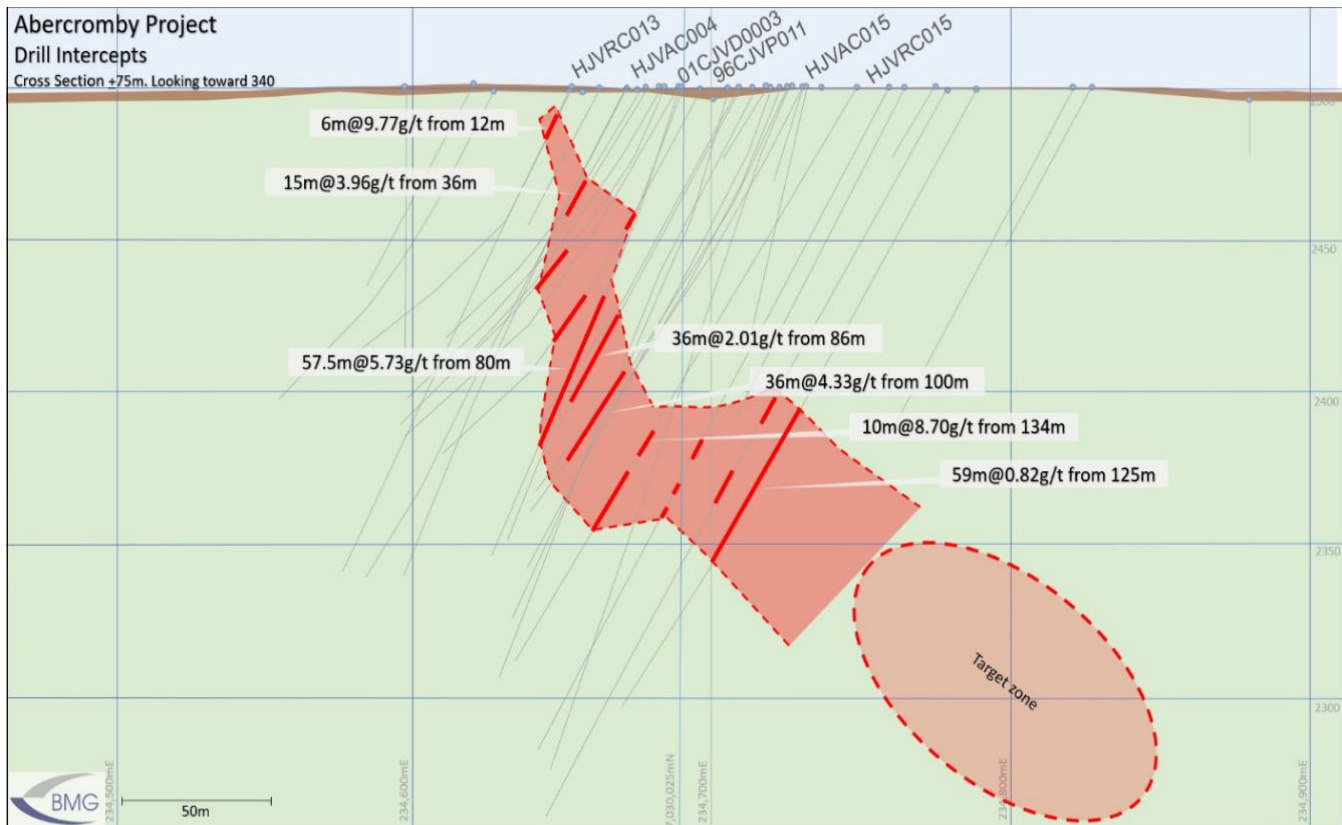 Abercromby Project
Drill Intercepts
Cross Section ±75m. Looking toward 340
HJVRC013
HJVAC004
01CJVD0003
96CJVP011
HJVAC015
HJVRC015
2500
6m@9.77g/t from 12m
15m@3.96g/t from 36m
2450
36m@2.01g/t from 86m
57.5m@5.73g/t from 80m
36m@4.33g/t from 100m
2400
10m@8.70g/t from 134m
59m@0.82g/t from 125m
2350
Target zone
2300
BMG
50m
234,500mE
234,600mE
7,030,025mN
234,700mE
234,800mE
234,900mE